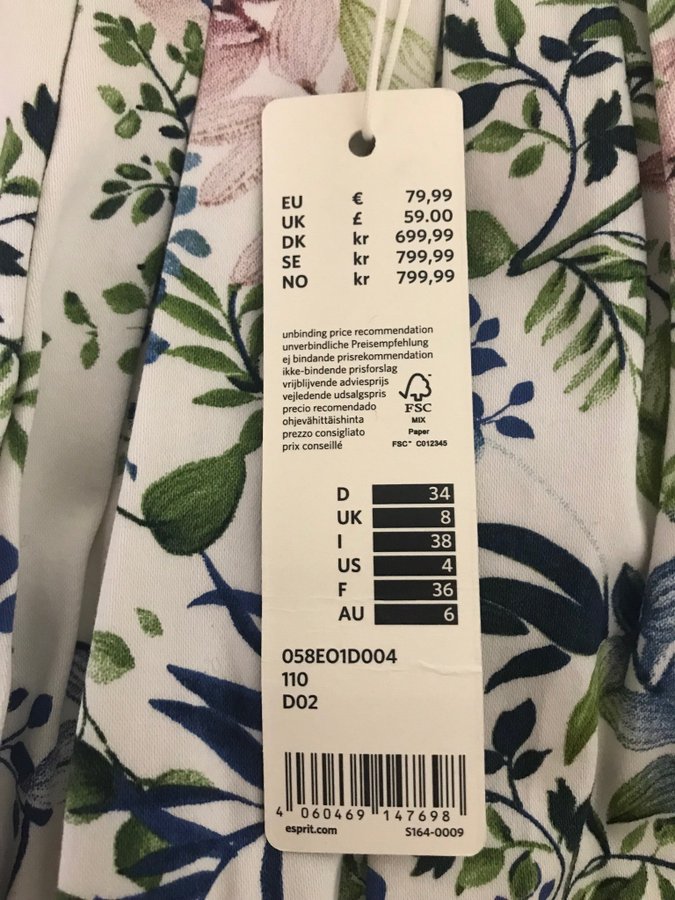 EU € 79,99
UK £ 59.00
DK kr 699,99
SE kr 799,99
NO kr 799,99
unbinding price recommendation
unverbindliche Preisempfehlung
ej bindande prisrekommendation
ikke-bindende prisforslag
vrijblijvende adviesprijs
vejledende udsalgspris
precio recomendado
ohjevähittäishinta
prezzo consigliato
prix conseillé
FSC
MIX
Paper
FSC™ C012345
D 34
UK 8
I 38
US 4
F 36
AU 6
058EO1D004
110
D02
4 060469 147698
esprit.com S164-0009